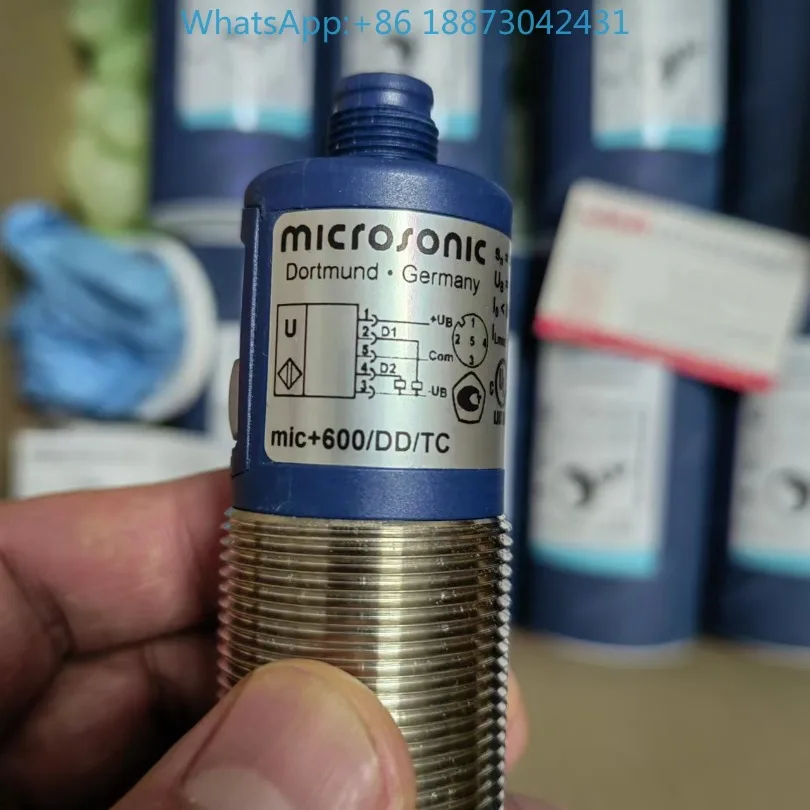 WhatsApp:+86 18873042431
microsonic
Dortmund · Germany
U
1
+UB
2
D1
5
Com
4
D2
3
-UB
1
2 5 4
3
mic+600/DD/TC